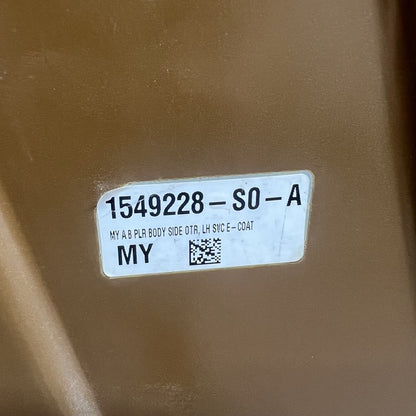 1549228-S0-A
MY A B PLR BODY SIDE OTR, LH SVC E-COAT
MY